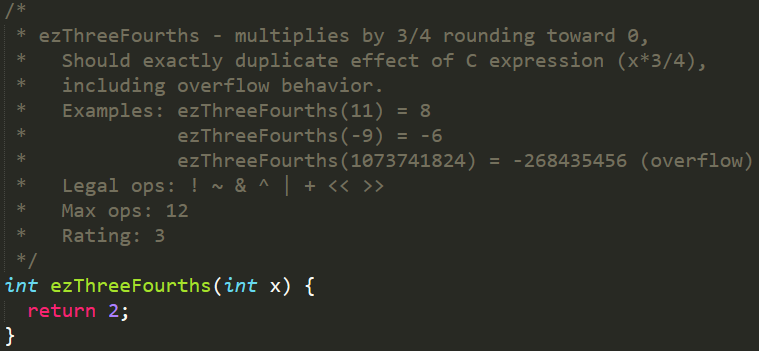 /*
 * ezThreeFourths - multiplies by 3/4 rounding toward 0,
 *   Should exactly duplicate effect of C expression (x*3/4),
 *   including overflow behavior.
 *   Examples: ezThreeFourths(11) = 8
 *             ezThreeFourths(-9) = -6
 *             ezThreeFourths(1073741824) = -268435456 (overflow)
 *   Legal ops: ! ~ & ^ | + << >>
 *   Max ops: 12
 *   Rating: 3
 */
int ezThreeFourths(int x) {
  return 2;
}